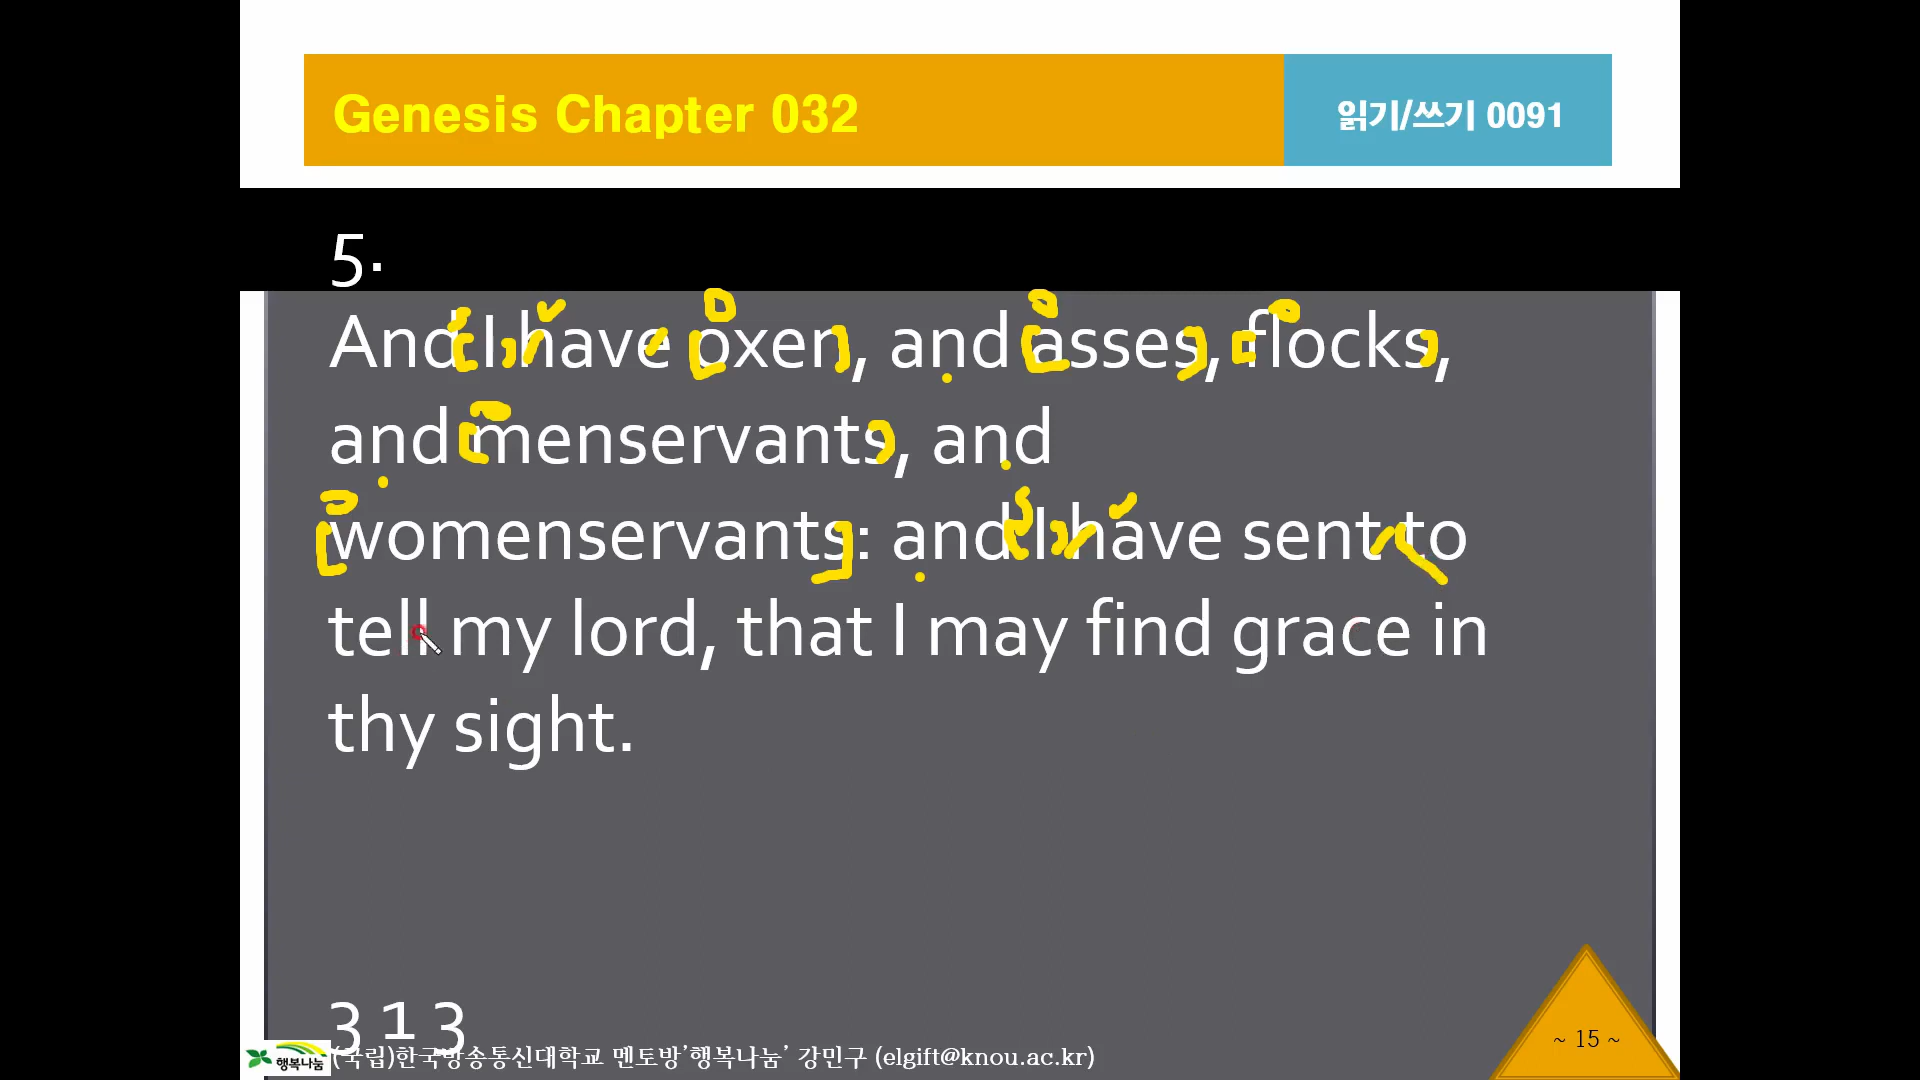 Genesis Chapter 032
읽기/쓰기 0091
5.
And I have oxen, and asses, flocks,
and menservants, and
womenservants: and I have sent to
tell my lord, that I may find grace in
thy sight.
3 1 3
행복나눔
(국립)한국방송통신대학교 멘토방'행복나눔' 강민구 (elgift@knou.ac.kr)
~ 15 ~